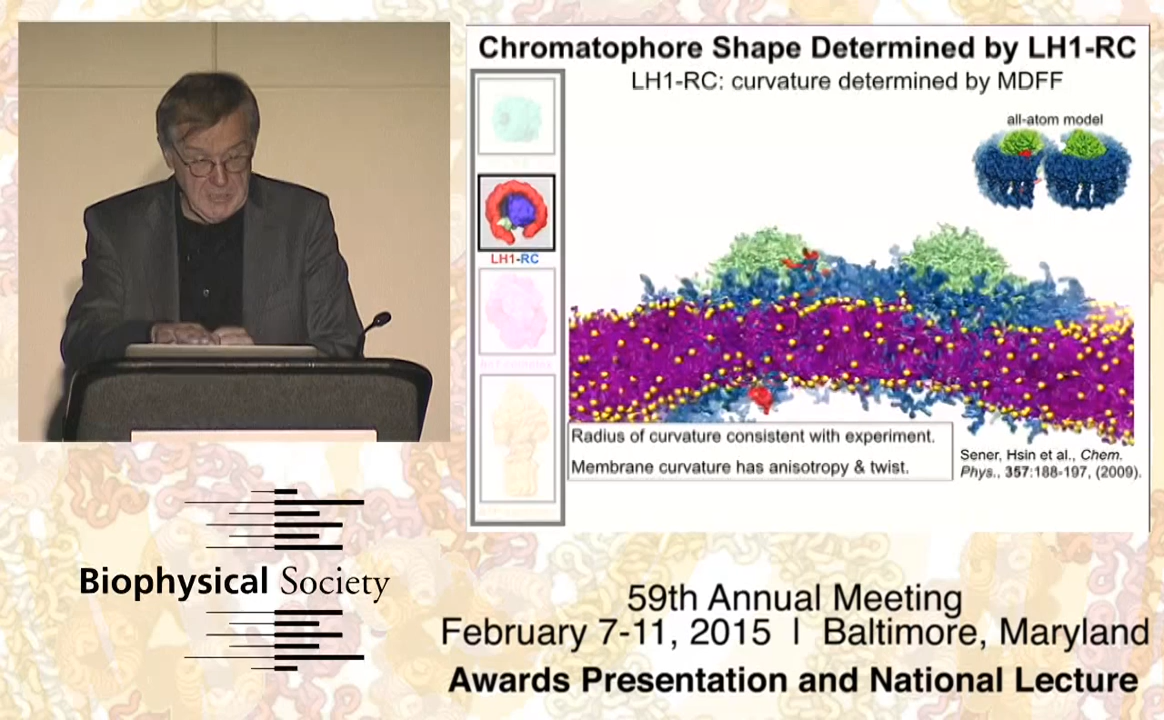 Chromatophore Shape Determined by LH1-RC
LH1-RC: curvature determined by MDFF
all-atom model
LH1-RC
Radius of curvature consistent with experiment.
Membrane curvature has anisotropy & twist.
Sener, Hsin et al., Chem.
Phys., 357:188-197, (2009).
Biophysical Society
59th Annual Meeting
February 7-11, 2015 | Baltimore, Maryland
Awards Presentation and National Lecture